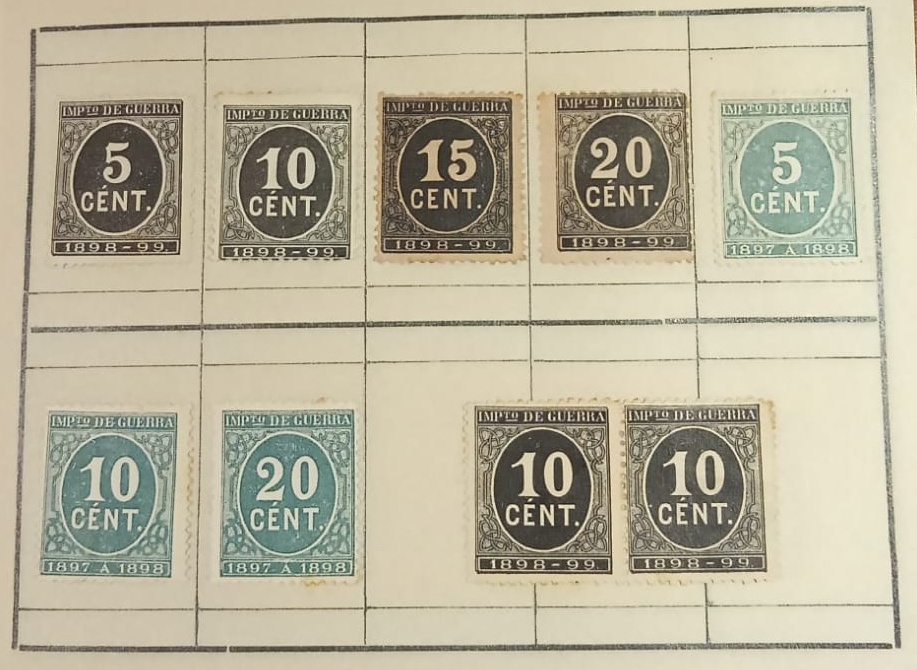 IMPTO DE GUERRA
5
CÉNT.
1898-99.
IMPTO DE GUERRA
10
CÉNT.
1898-99.
IMPTO DE GUERRA
15
CÉNT.
1898-99.
IMPTO DE GUERRA
20
CÉNT.
1898-99.
IMPTO DE GUERRA
5
CÉNT.
1897 Á 1898
IMPTO DE GUERRA
10
CÉNT.
1897 Á 1898
IMPTO DE GUERRA
20
CÉNT.
1897 Á 1898
IMPTO DE GUERRA
10
CÉNT.
1898-99.
IMPTO DE GUERRA
10
CÉNT.
1898-99.